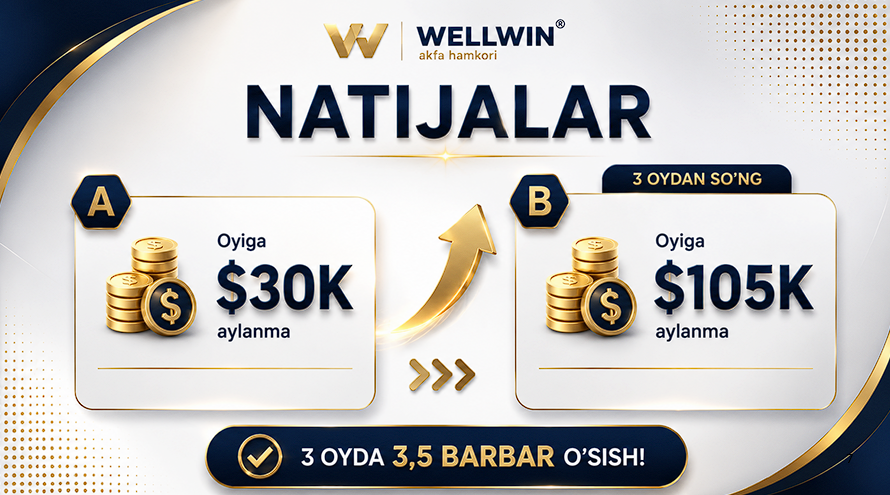 WELLWIN®
akfa hamkori
NATIJALAR
A
Oyiga
$30K
aylanma
B
3 OYDAN SO'NG
Oyiga
$105K
aylanma
3 OYDA 3,5 BARBAR O'SISH!